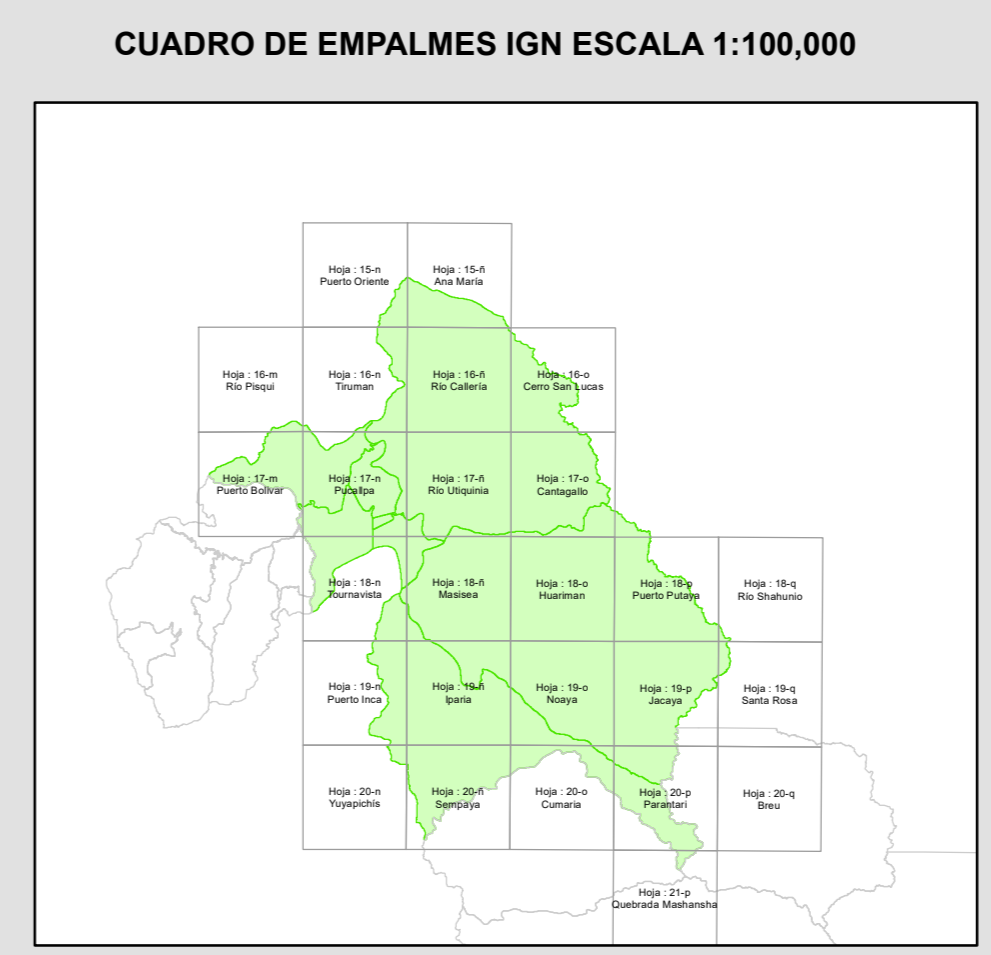 CUADRO DE EMPALMES IGN ESCALA 1:100,000
Hoja : 15-n
Puerto Oriente
Hoja : 15-ñ
Ana María
Hoja : 16-m
Río Pisqui
Hoja : 16-n
Tiruman
Hoja : 16-ñ
Río Callería
Hoja : 16-o
Cerro San Lucas
Hoja : 17-m
Puerto Bolivar
Hoja : 17-n
Pucallpa
Hoja : 17-ñ
Río Utiquinia
Hoja : 17-o
Cantagallo
Hoja : 18-n
Tournavista
Hoja : 18-ñ
Masisea
Hoja : 18-o
Huariman
Hoja : 18-p
Puerto Putaya
Hoja : 18-q
Río Shahunio
Hoja : 19-n
Puerto Inca
Hoja : 19-ñ
Iparia
Hoja : 19-o
Noaya
Hoja : 19-p
Jacaya
Hoja : 19-q
Santa Rosa
Hoja : 20-n
Yuyapichís
Hoja : 20-ñ
Sempaya
Hoja : 20-o
Cumaria
Hoja : 20-p
Parantari
Hoja : 20-q
Breu
Hoja : 21-p
Quebrada Mashansha